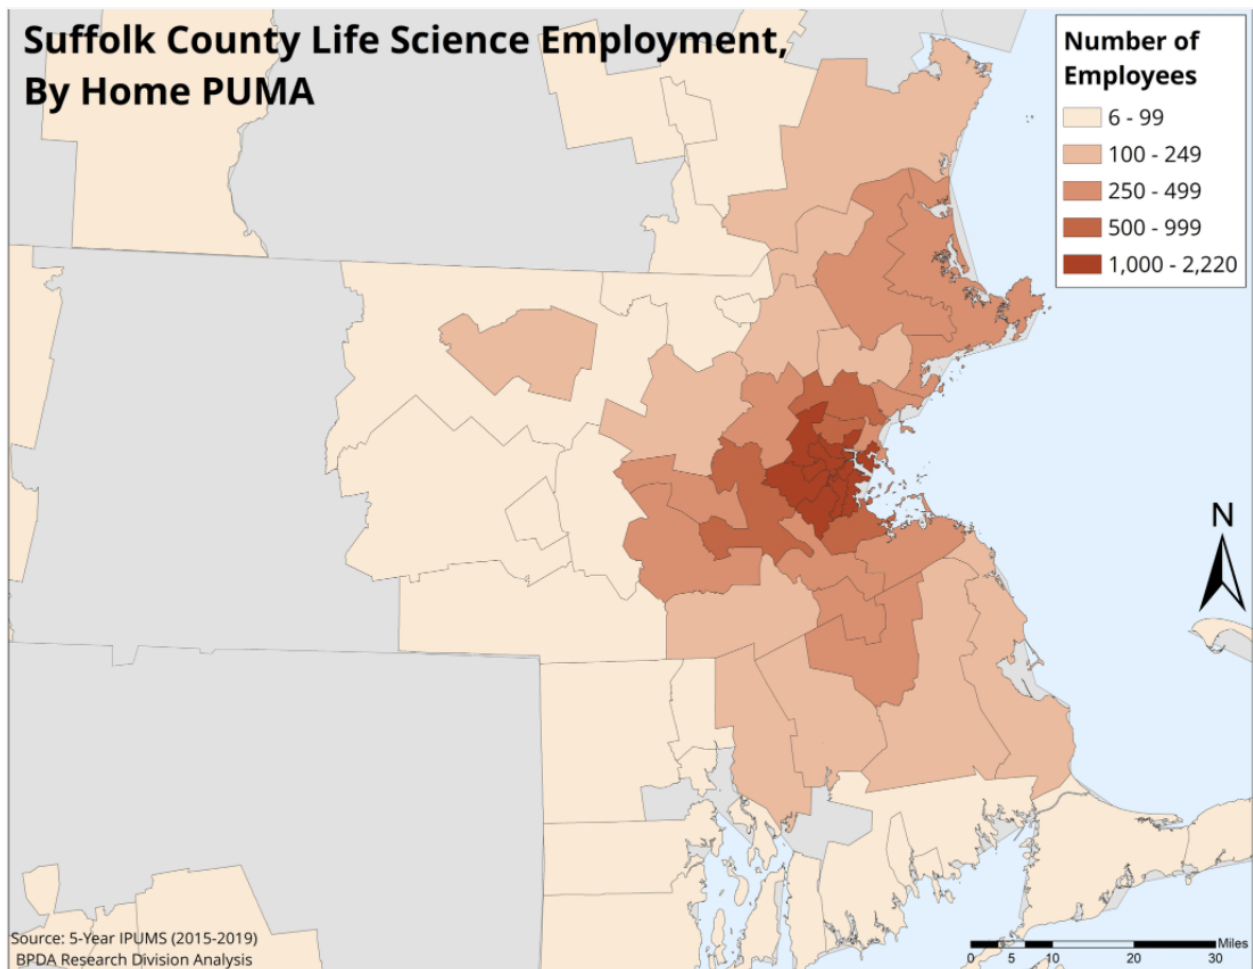 Suffolk County Life Science Employment,
By Home PUMA
Number of
Employees
6 - 99
100 - 249
250 - 499
500 - 999
1,000 - 2,220
N
Source: 5-Year IPUMS (2015-2019)
BPDA Research Division Analysis
Miles
0 5 10 20 30